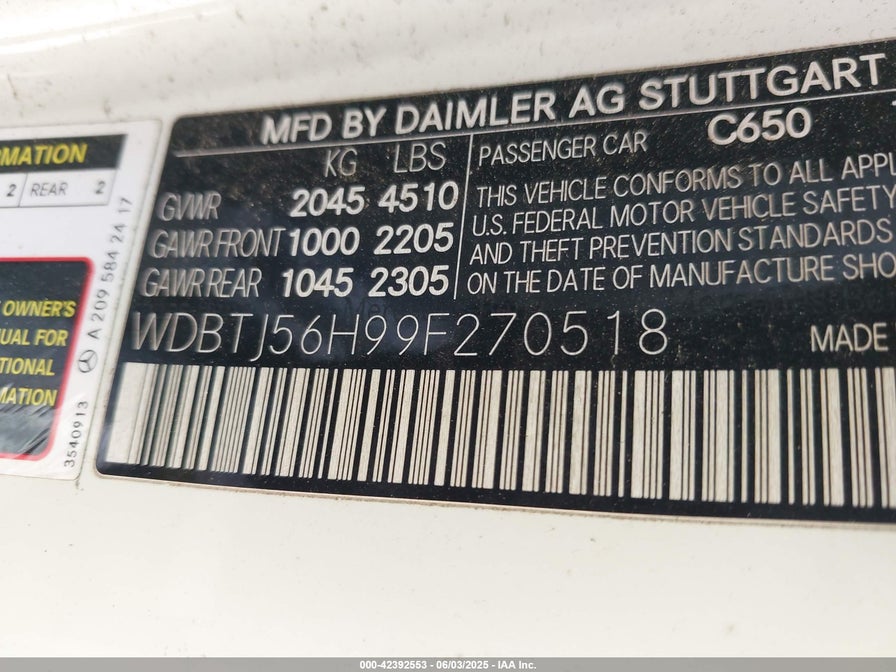 MFD BY DAIMLER AG STUTTGART
KG LBS
GVWR 2045 4510
GAWR FRONT 1000 2205
GAWR REAR 1045 2305
PASSENGER CAR C650
THIS VEHICLE CONFORMS TO ALL APPL
U.S. FEDERAL MOTOR VEHICLE SAFETY
AND THEFT PREVENTION STANDARDS
ON THE DATE OF MANUFACTURE SHO
WDBTJ56H99F270518
MADE
RMATION
2 REAR 2
OWNER'S
UAL FOR
TIONAL
MATION
A 209 584 24 17
3540913
000-42392553 - 06/03/2025 - IAA Inc.